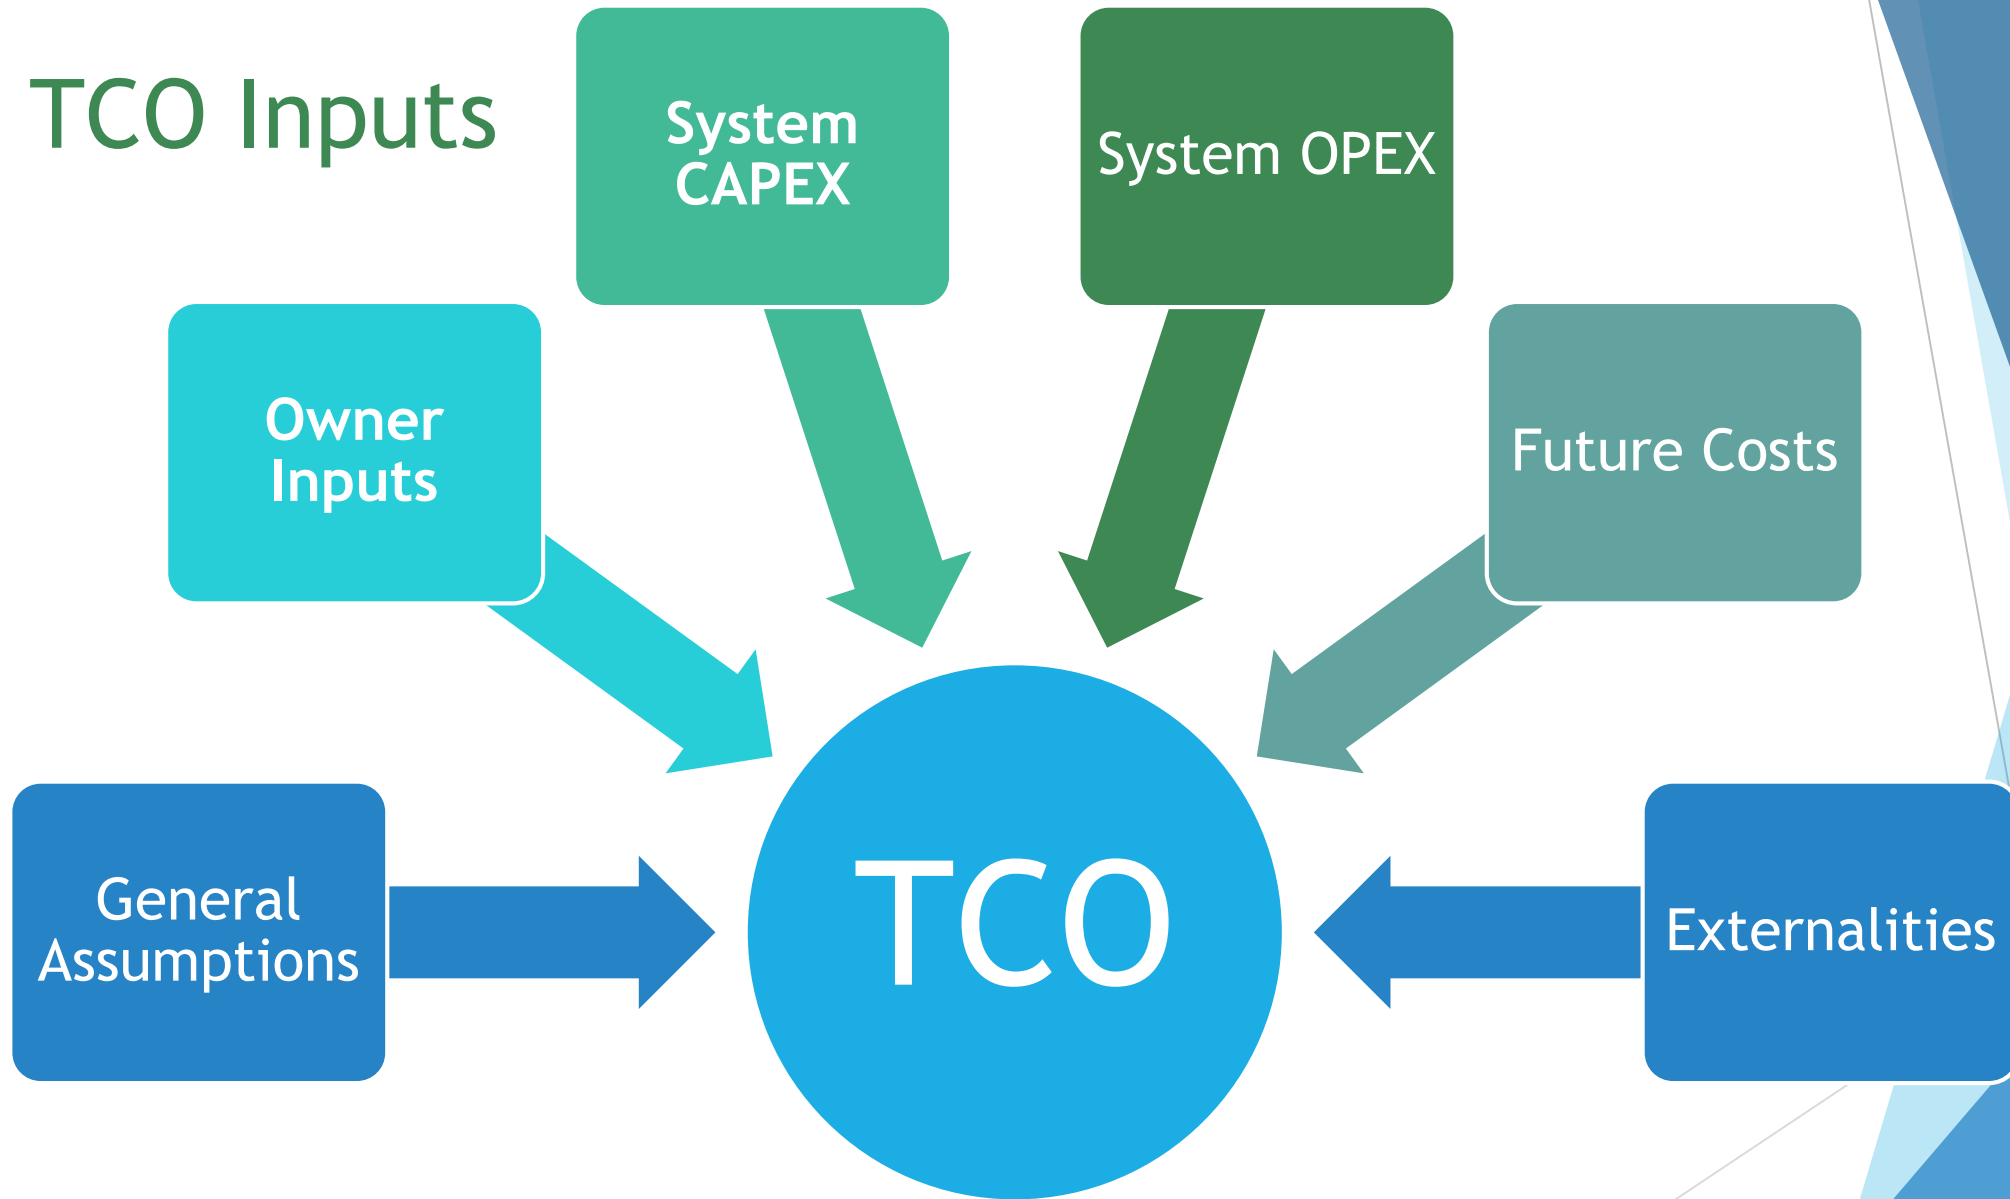 TCO Inputs
System
CAPEX
System OPEX
Owner
Inputs
Future Costs
General
Assumptions
TCO
Externalities